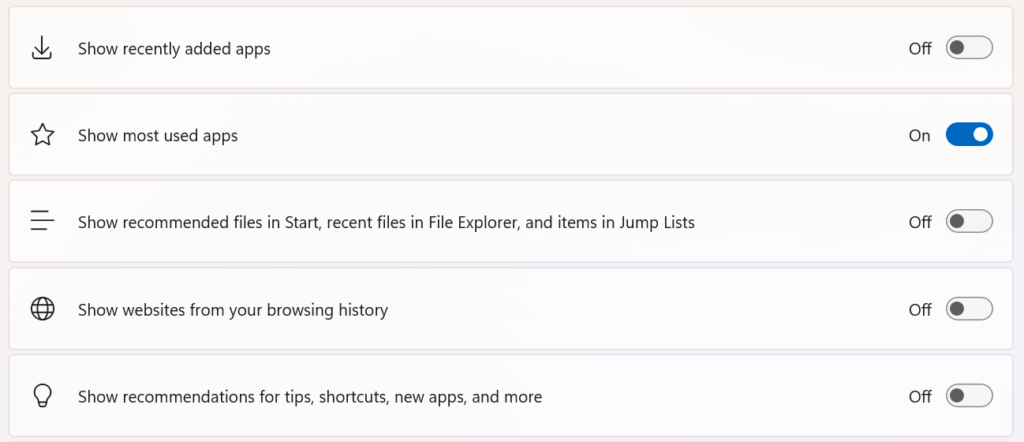 Show recently added apps Off
Show most used apps On
Show recommended files in Start, recent files in File Explorer, and items in Jump Lists Off
Show websites from your browsing history Off
Show recommendations for tips, shortcuts, new apps, and more Off